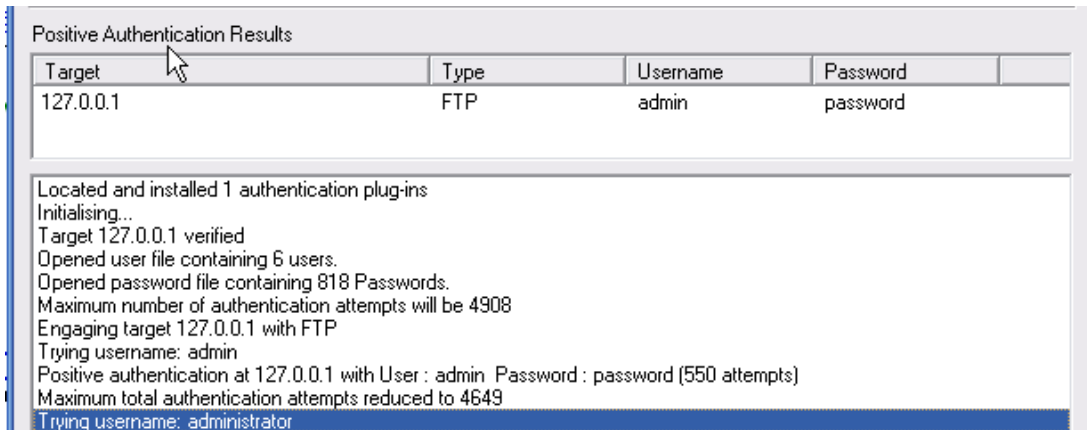 Positive Authentication Results
Target Type Username Password
127.0.0.1 FTP admin password
Located and installed 1 authentication plug-ins
Initialising...
Target 127.0.0.1 verified
Opened user file containing 6 users.
Opened password file containing 818 Passwords.
Maximum number of authentication attempts will be 4908
Engaging target 127.0.0.1 with FTP
Trying username: admin
Positive authentication at 127.0.0.1 with User : admin  Password : password (550 attempts)
Maximum total authentication attempts reduced to 4649
Trying username: administrator